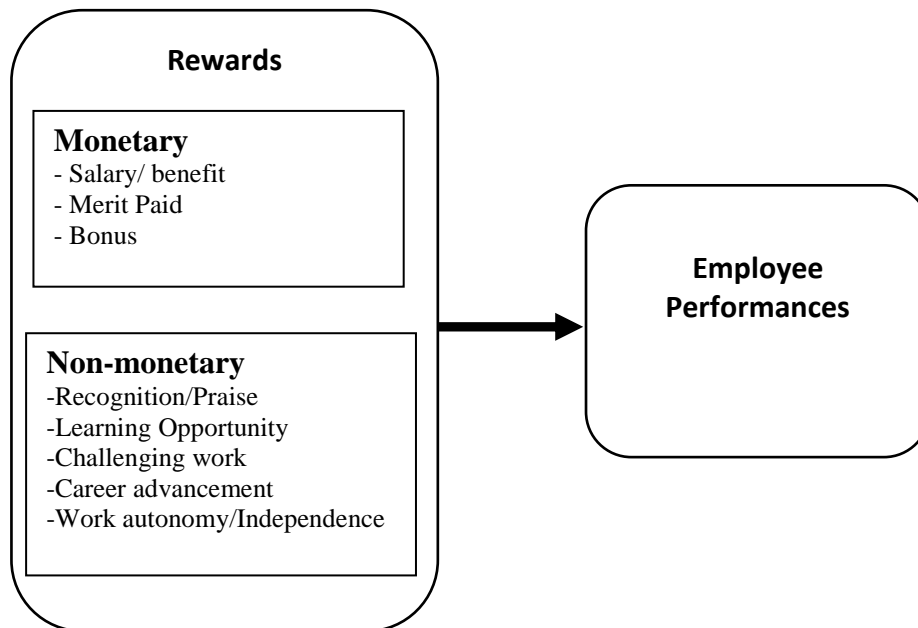 Rewards
Monetary
- Salary/ benefit
- Merit Paid
- Bonus
Non-monetary
-Recognition/Praise
-Learning Opportunity
-Challenging work
-Career advancement
-Work autonomy/Independence
Employee
Performances